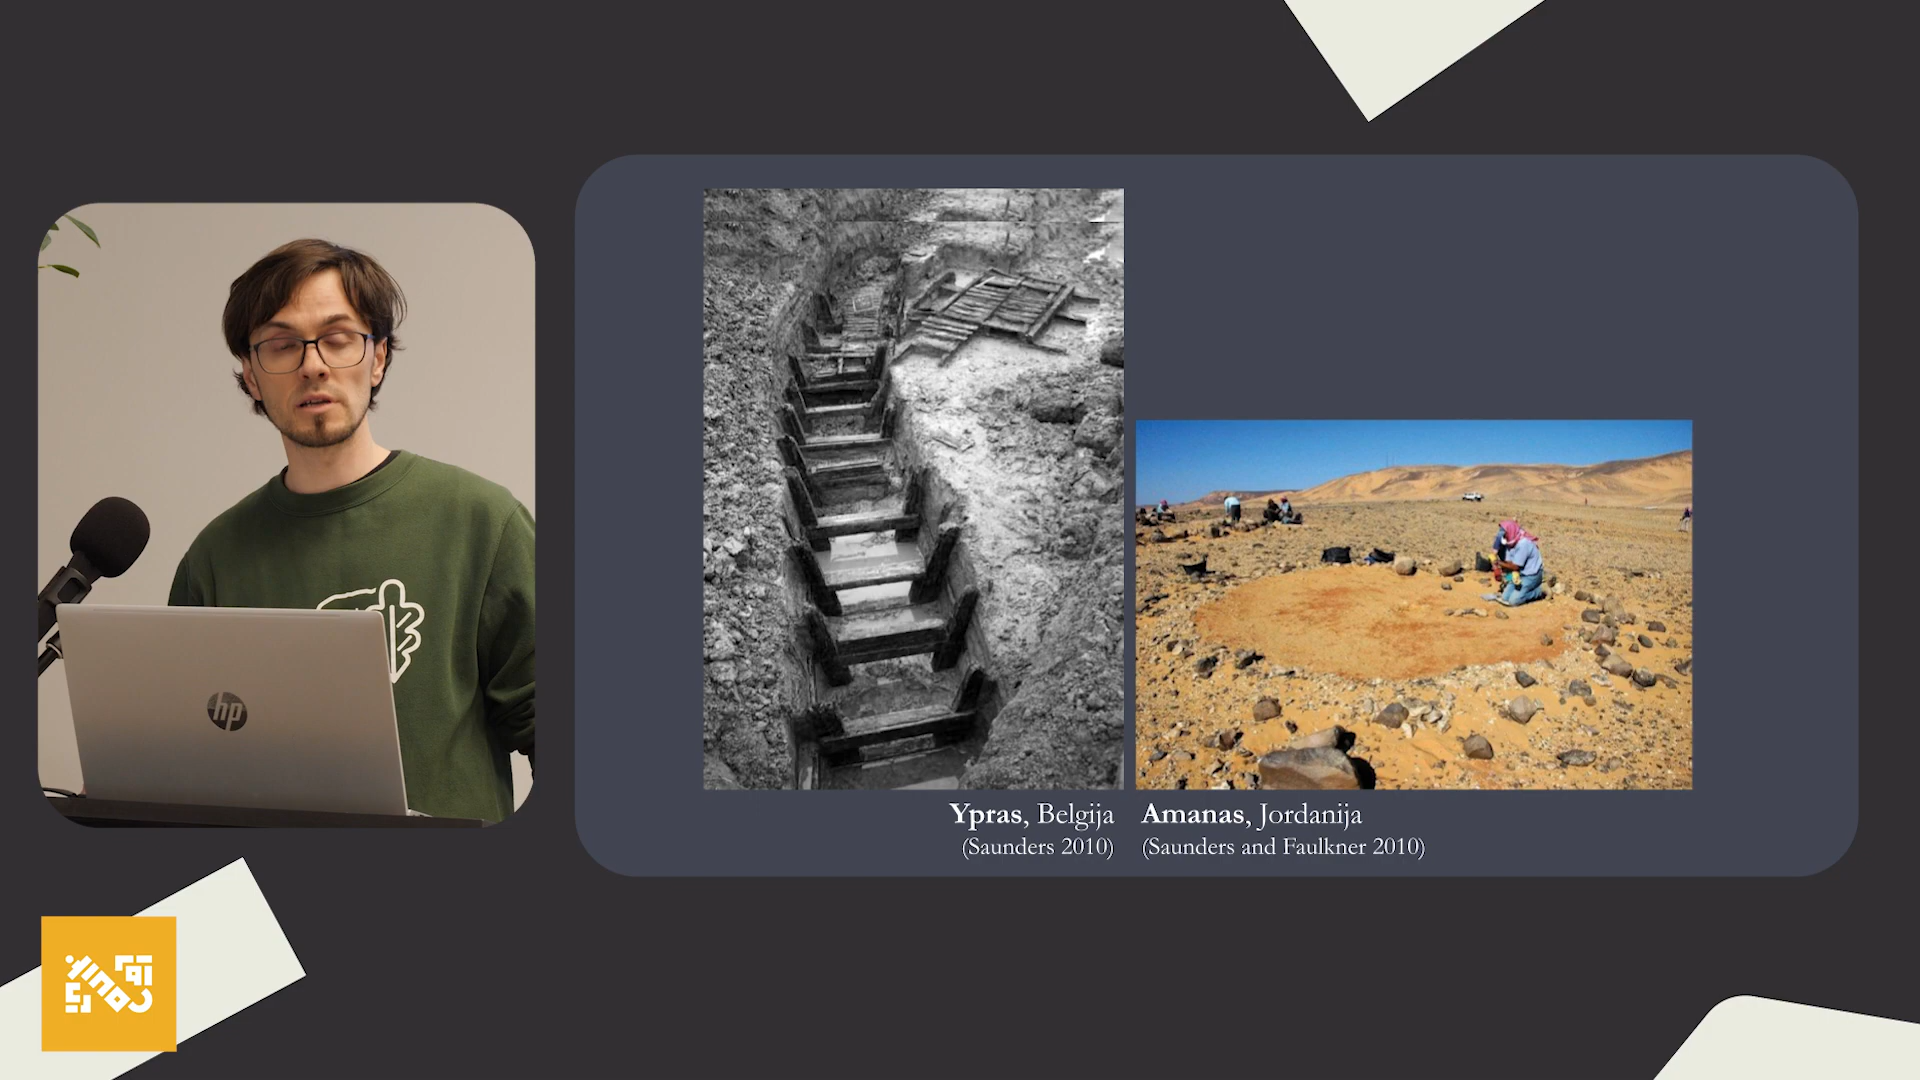 hp
Ypras, Belgija
(Saunders 2010)
Amanas, Jordanija
(Saunders and Faulkner 2010)